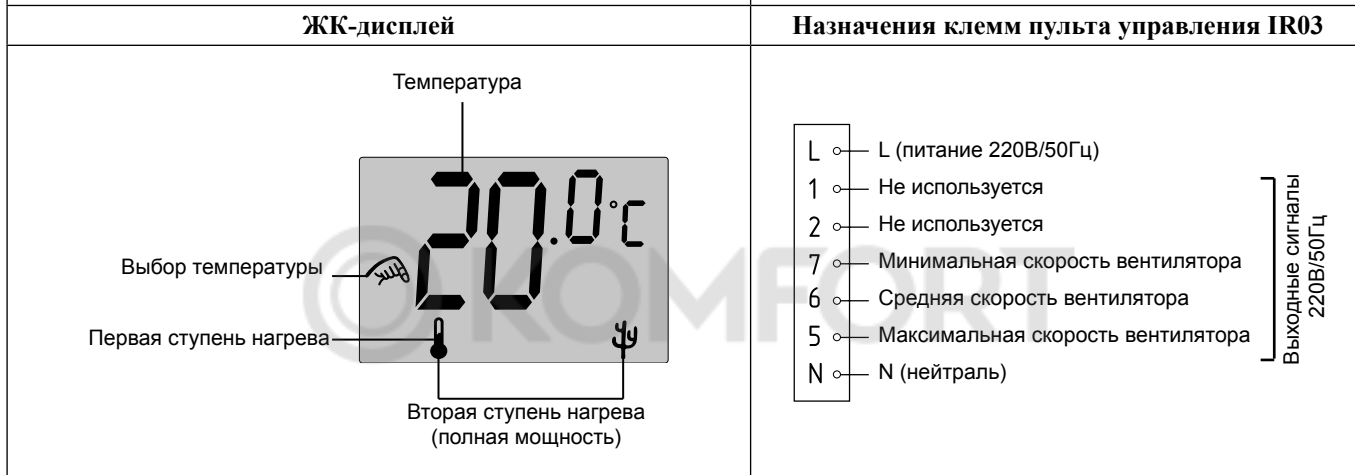 ЖК-дисплей
Назначения клемм пульта управления IR03
Температура
20.0°C
Выбор температуры
Первая ступень нагрева
Вторая ступень нагрева
(полная мощность)
L L (питание 220В/50Гц)
1 Не используется
2 Не используется
7 Минимальная скорость вентилятора
6 Средняя скорость вентилятора
5 Максимальная скорость вентилятора
N N (нейтраль)
Выходные сигналы
220В/50Гц
KOMFORT